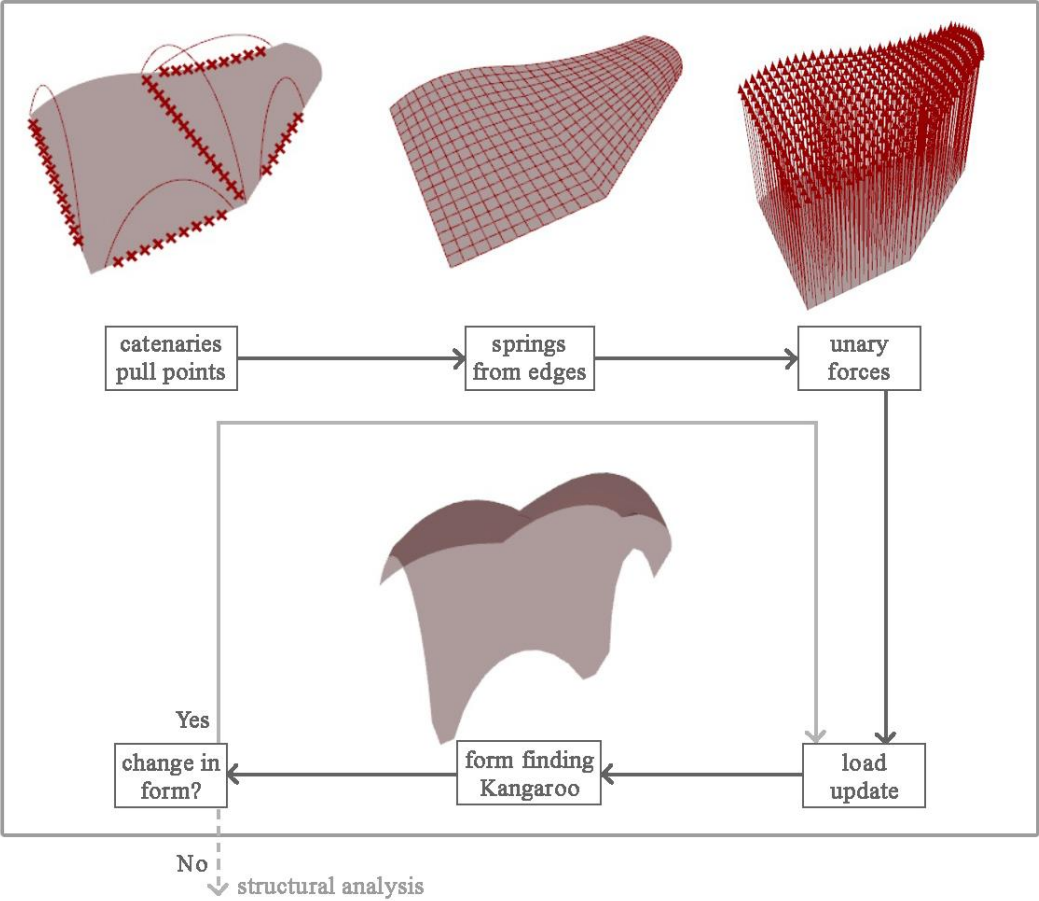 catenaries
pull points
springs
from edges
unary
forces
Yes
change in
form?
form finding
Kangaroo
load
update
No
structural analysis